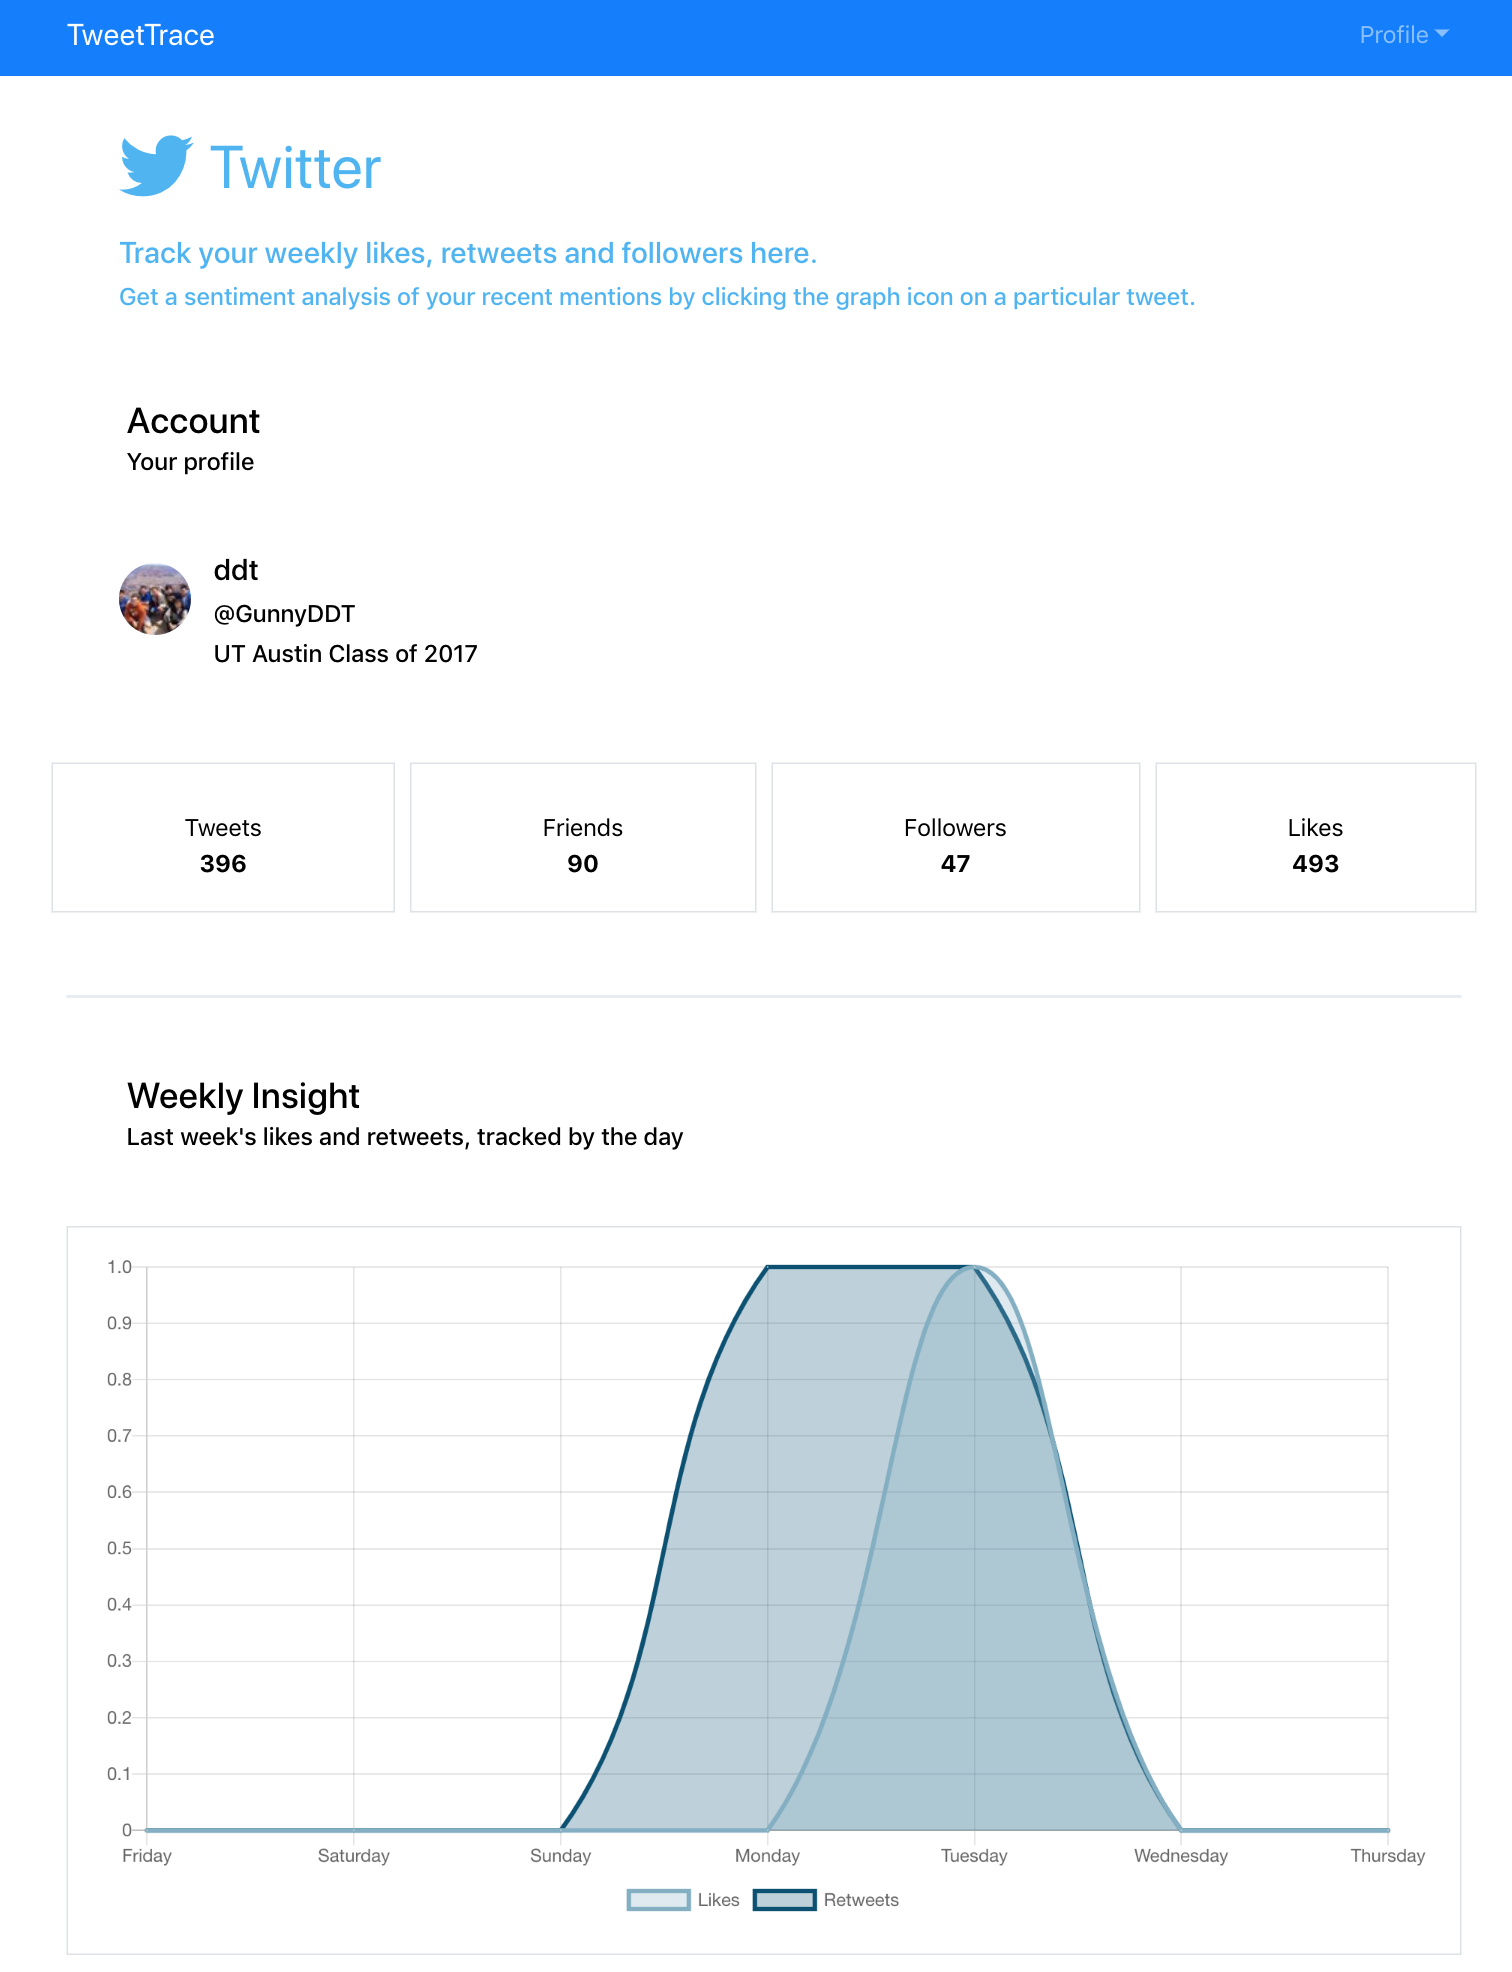 TweetTrace
Profile
Twitter
Track your weekly likes, retweets and followers here.
Get a sentiment analysis of your recent mentions by clicking the graph icon on a particular tweet.
Account
Your profile
ddt
@GunnyDDT
UT Austin Class of 2017
Tweets
396
Friends
90
Followers
47
Likes
493
Weekly Insight
Last week's likes and retweets, tracked by the day
1.0
0.9
0.8
0.7
0.6
0.5
0.4
0.3
0.2
0.1
0
Friday Saturday Sunday Monday Tuesday Wednesday Thursday
Likes Retweets